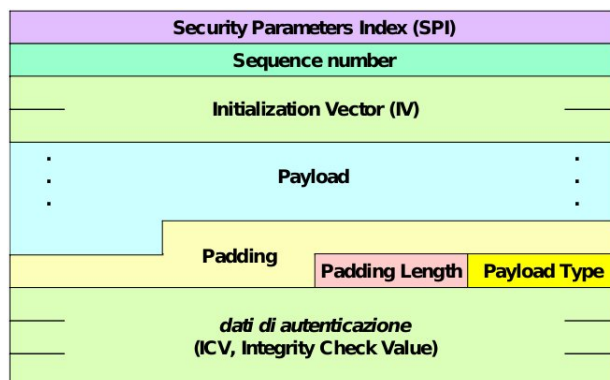 Security Parameters Index (SPI)
Sequence number
Initialization Vector (IV)
Payload
Padding
Padding Length
Payload Type
dati di autenticazione
(ICV, Integrity Check Value)